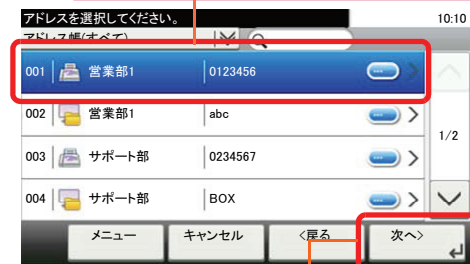 アドレスを選択してください。 10:10
アドレス帳(すべて)
001 営業部1 0123456
002 営業部1 abc
1/2
003 サポート部 0234567
004 サポート部 BOX
メニュー キャンセル <戻る 次へ>